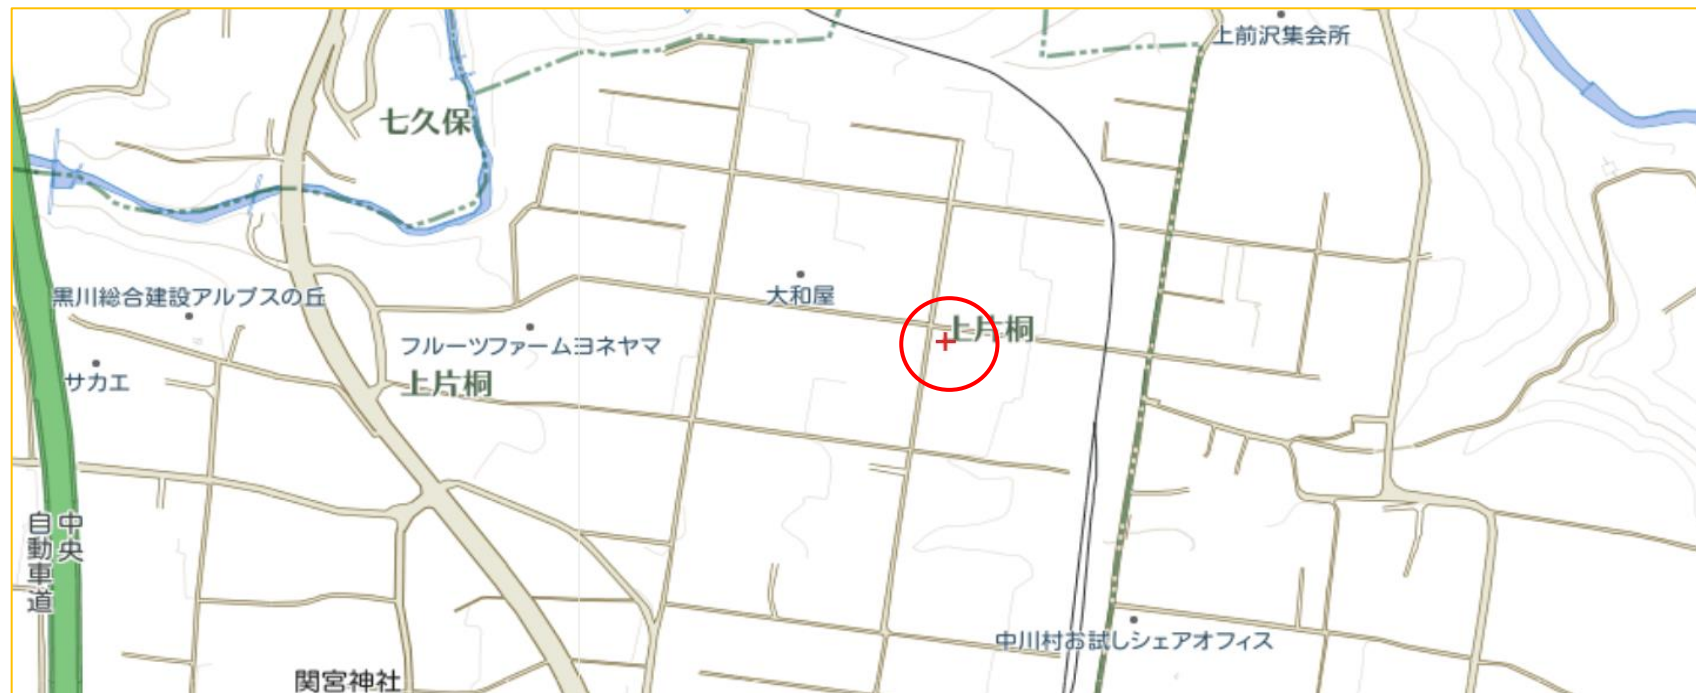 上前沢集会所
七久保
黒川総合建設アルプスの丘
大和屋
上片桐
フルーツファームヨネヤマ
サカエ
上片桐
中央
自動車道
中川村お試しシェアオフィス
関宮神社